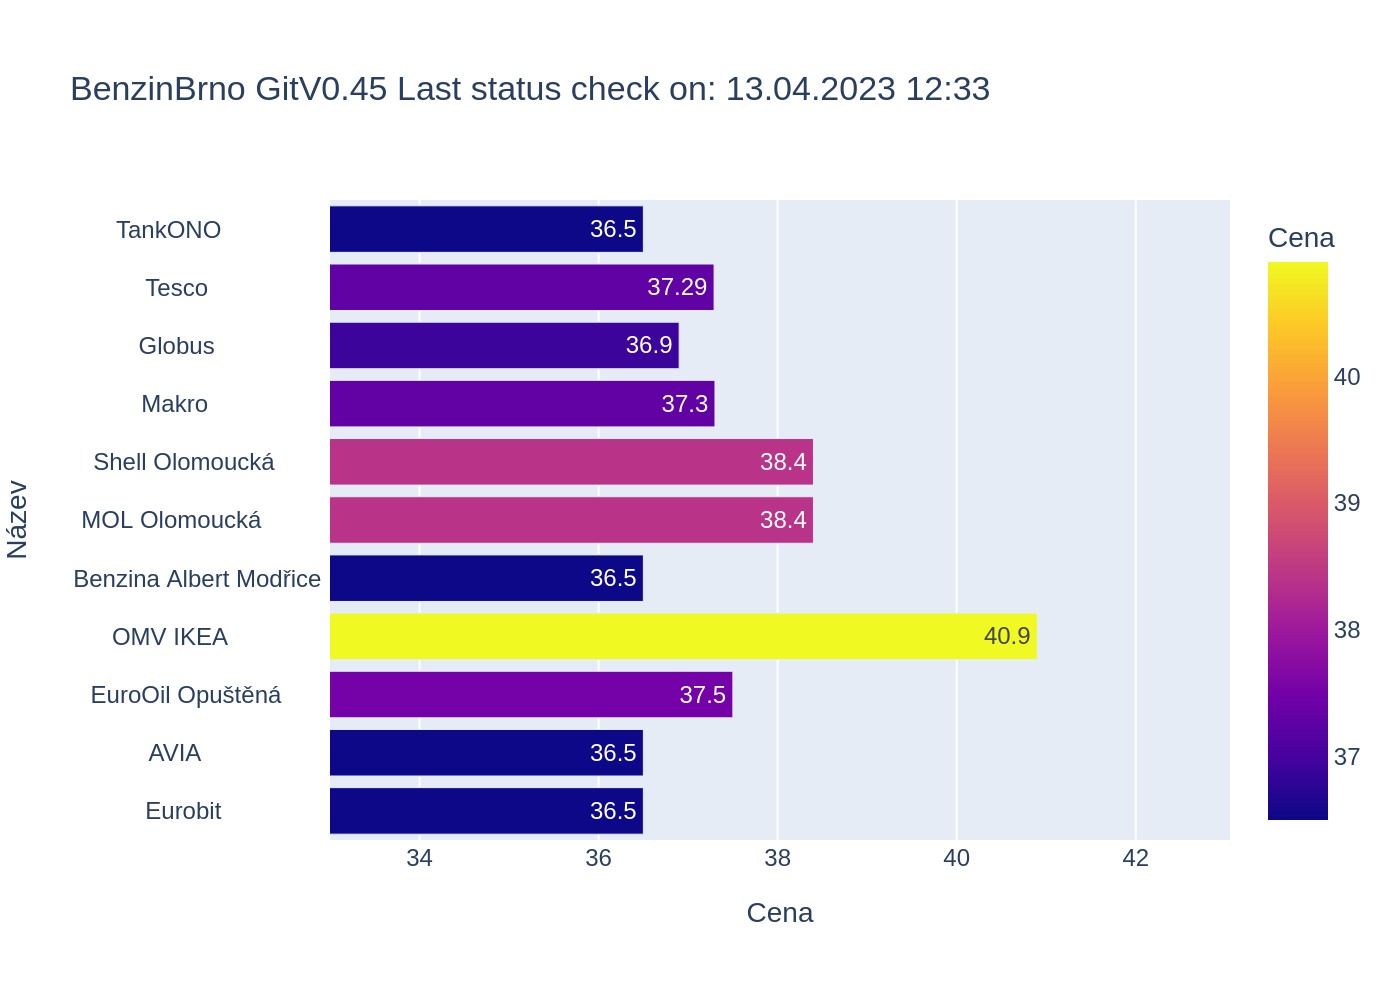 BenzinBrno GitV0.45 Last status check on: 13.04.2023 12:33
Název
TankONO 36.5
Tesco 37.29
Globus 36.9
Makro 37.3
Shell Olomoucká 38.4
MOL Olomoucká 38.4
Benzina Albert Modřice 36.5
OMV IKEA 40.9
EuroOil Opuštěná 37.5
AVIA 36.5
Eurobit 36.5
34 36 38 40 42
Cena
Cena
40
39
38
37